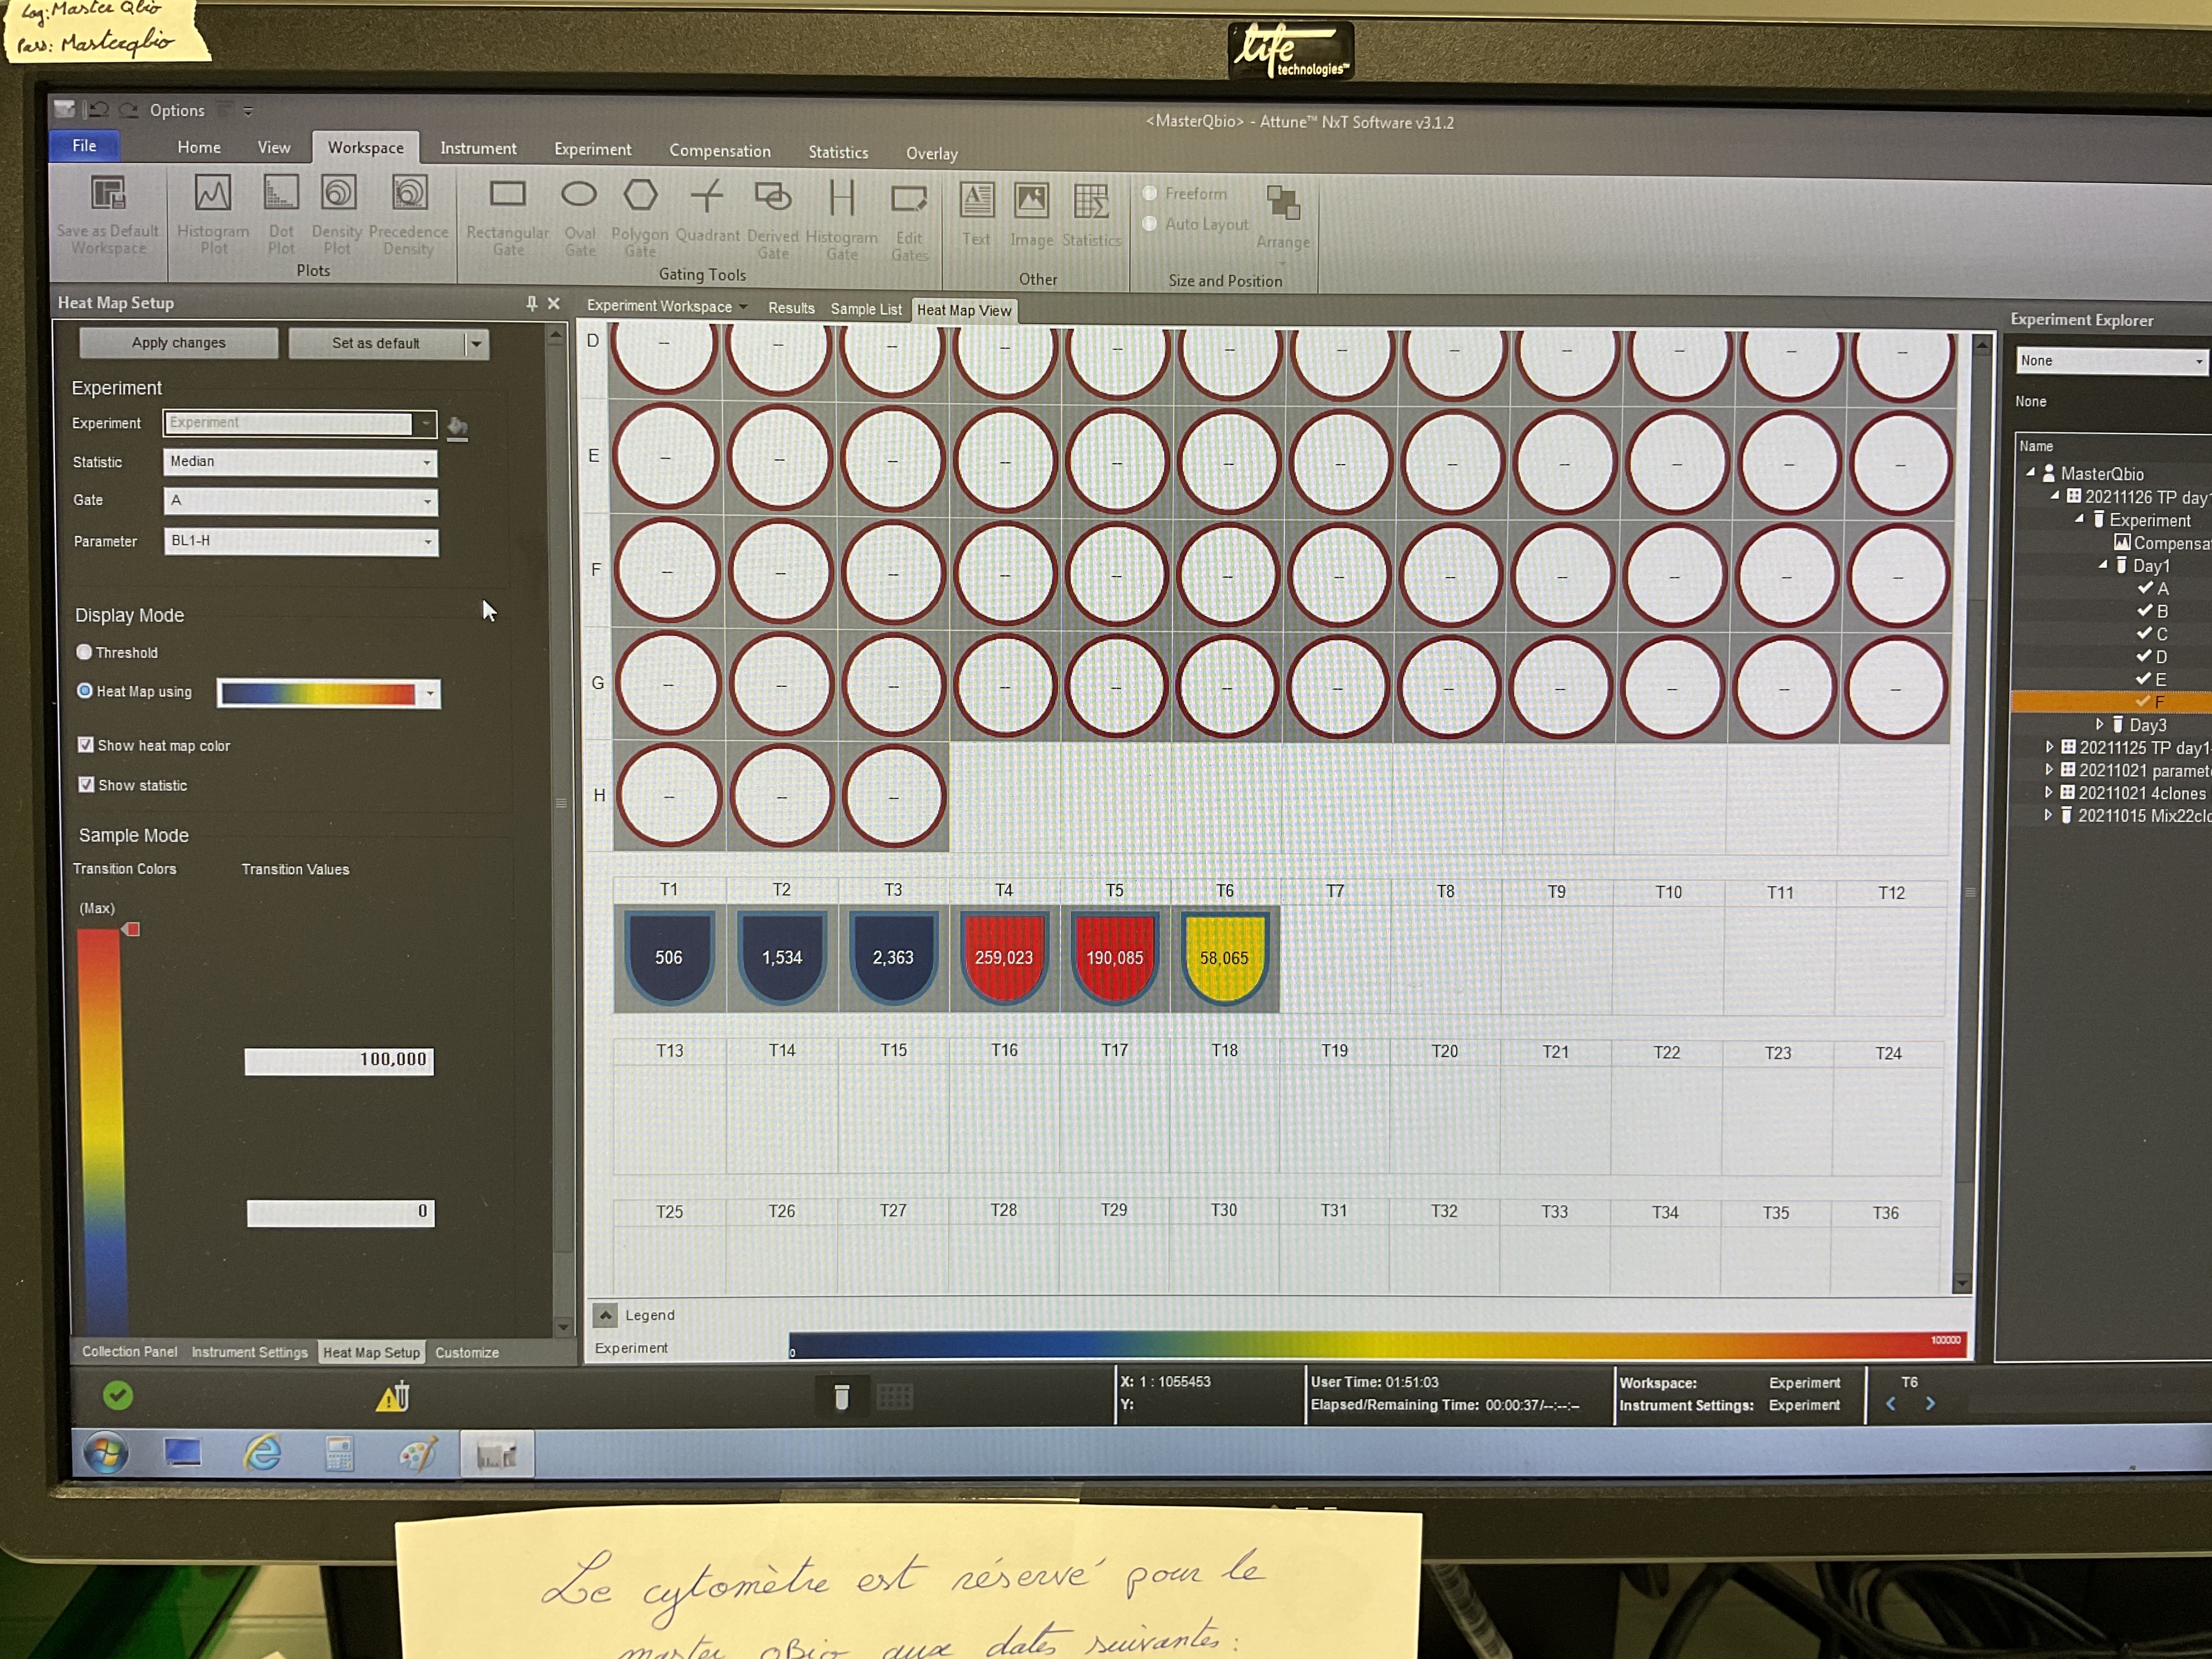 Log: Master Qbio
Pass: Masterqbio
life
technologies™
Options
<MasterQbio> - Attune™ NxT Software v3.1.2
File Home View Workspace Instrument Experiment Compensation Statistics Overlay
Save as Default Workspace
Histogram Plot
Dot Plot
Density Plot
Precedence Density
Plots
Rectangular Gate
Oval Gate
Polygon Gate
Quadrant
Derived Gate
Histogram Gate
Edit Gates
Gating Tools
Text
Image
Statistics
Other
Freeform
Auto Layout
Arrange
Size and Position
Heat Map Setup
Apply changes
Set as default
Experiment
Experiment Experiment
Statistic Median
Gate A
Parameter BL1-H
Display Mode
Threshold
Heat Map using
Show heat map color
Show statistic
Sample Mode
Transition Colors Transition Values
(Max)
100,000
0
Collection Panel Instrument Settings Heat Map Setup Customize
Experiment Workspace Results Sample List Heat Map View
D -- -- -- -- -- -- -- -- -- -- -- --
E -- -- -- -- -- -- -- -- -- -- -- --
F -- -- -- -- -- -- -- -- -- -- -- --
G -- -- -- -- -- -- -- -- -- -- -- --
H -- -- --
T1 T2 T3 T4 T5 T6 T7 T8 T9 T10 T11 T12
506 1,534 2,363 259,023 190,085 58,065
T13 T14 T15 T16 T17 T18 T19 T20 T21 T22 T23 T24
T25 T26 T27 T28 T29 T30 T31 T32 T33 T34 T35 T36
Legend
Experiment 0 100000
Experiment Explorer
None
None
Name
MasterQbio
20211126 TP day
Experiment
Compensa
Day1
A
B
C
D
E
F
Day3
20211125 TP day1
20211021 paramet
20211021 4clones
20211015 Mix22clo
X: 1 : 1055453
Y:
User Time: 01:51:03
Elapsed/Remaining Time: 00:00:37/--:--:--
Workspace: Experiment
Instrument Settings: Experiment
T6
Le cytomètre est réservé pour le
master QBio aux dates suivantes :